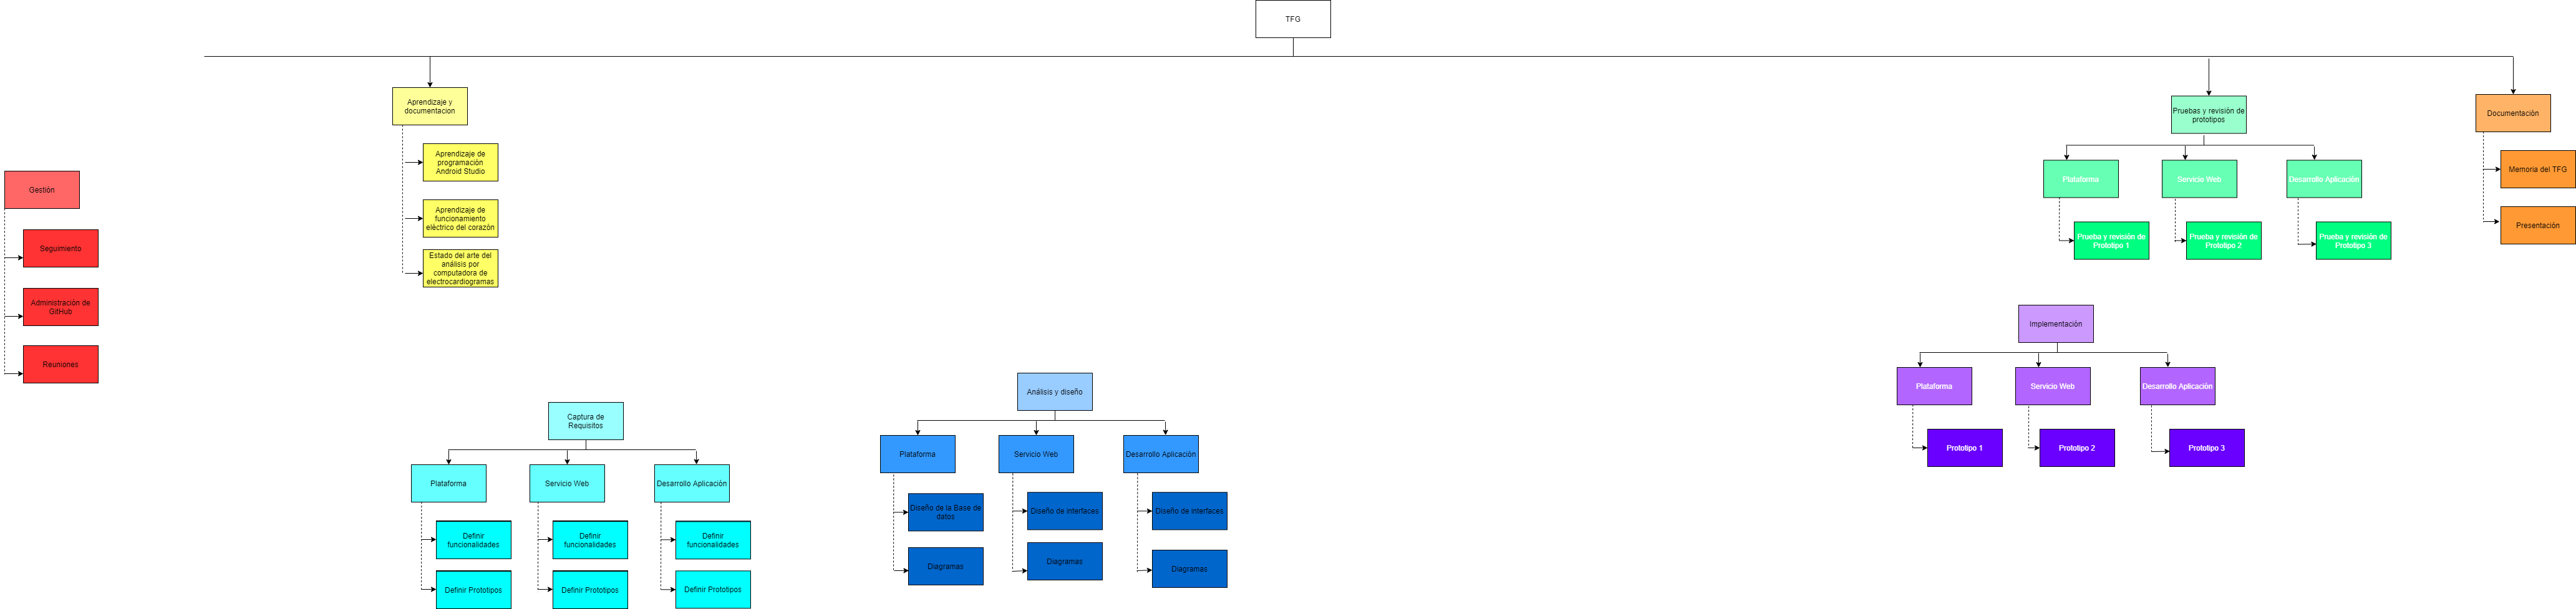 TFG
Aprendizaje y
documentacion
Aprendizaje de
programación
Android Studio
Aprendizaje de
funcionamiento
eléctrico del corazón
Estado del arte del
análisis por
computadora de
electrocardiogramas
Pruebas y revisión de
prototipos
Plataforma
Servicio Web
Desarrollo Aplicación
Prueba y revisión de
Prototipo 1
Prueba y revisión de
Prototipo 2
Prueba y revisión de
Prototipo 3
Documentación
Memoria del TFG
Presentación
Gestión
Seguimiento
Administración de
GitHub
Reuniones
Implementación
Plataforma
Servicio Web
Desarrollo Aplicación
Prototipo 1
Prototipo 2
Prototipo 3
Captura de
Requisitos
Plataforma
Servicio Web
Desarrollo Aplicación
Definir
funcionalidades
Definir
funcionalidades
Definir
funcionalidades
Definir Prototipos
Definir Prototipos
Definir Prototipos
Análisis y diseño
Plataforma
Servicio Web
Desarrollo Aplicación
Diseño de la Base de
datos
Diseño de interfaces
Diseño de interfaces
Diagramas
Diagramas
Diagramas